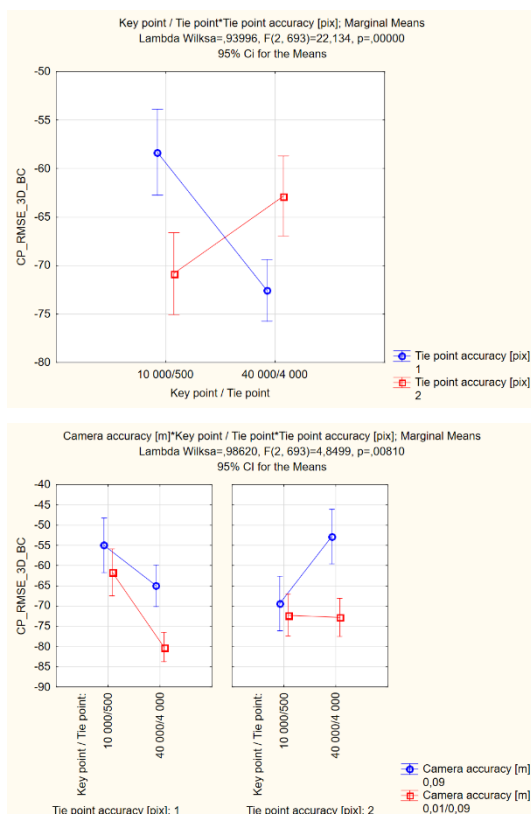 Key point / Tie point*Tie point accuracy [pix]; Marginal Means
Lambda Wilksa=,93996, F(2, 693)=22,134, p=,00000
95% Ci for the Means
-50
-55
-60
-65
-70
-75
-80
CP_RMSE_3D_BC
10 000/500
40 000/4 000
Key point / Tie point
Tie point accuracy [pix]
1
Tie point accuracy [pix]
2
Camera accuracy [m]*Key point / Tie point*Tie point accuracy [pix]; Marginal Means
Lambda Wilksa=,98620, F(2, 693)=4,8499, p=,00810
95% CI for the Means
-40
-45
-50
-55
-60
-65
-70
-75
-80
-85
-90
CP_RMSE_3D_BC
Key point / Tie point:
10 000/500
40 000/4 000
Tie point accuracy [pix]: 1
Key point / Tie point:
10 000/500
40 000/4 000
Tie point accuracy [pix]: 2
Camera accuracy [m]
0,09
Camera accuracy [m]
0,01/0,09